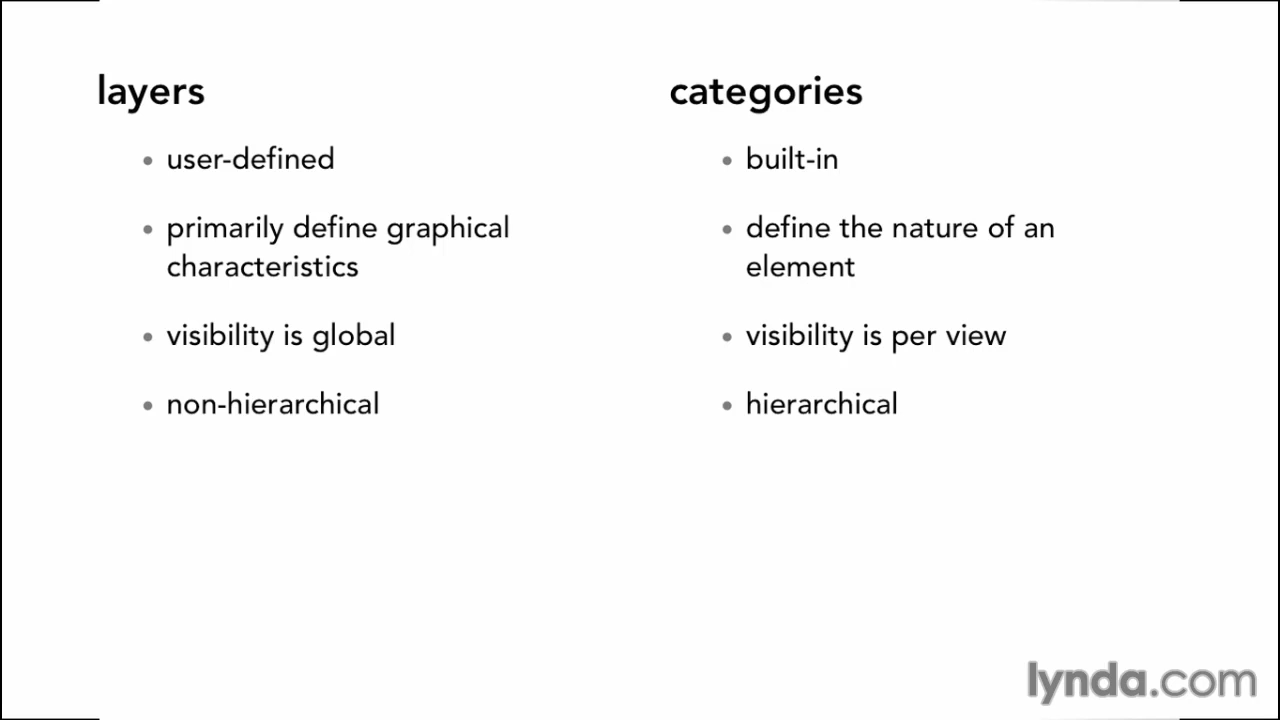 layers
user-defined
primarily define graphical
characteristics
visibility is global
non-hierarchical
categories
built-in
define the nature of an
element
visibility is per view
hierarchical
lynda.com